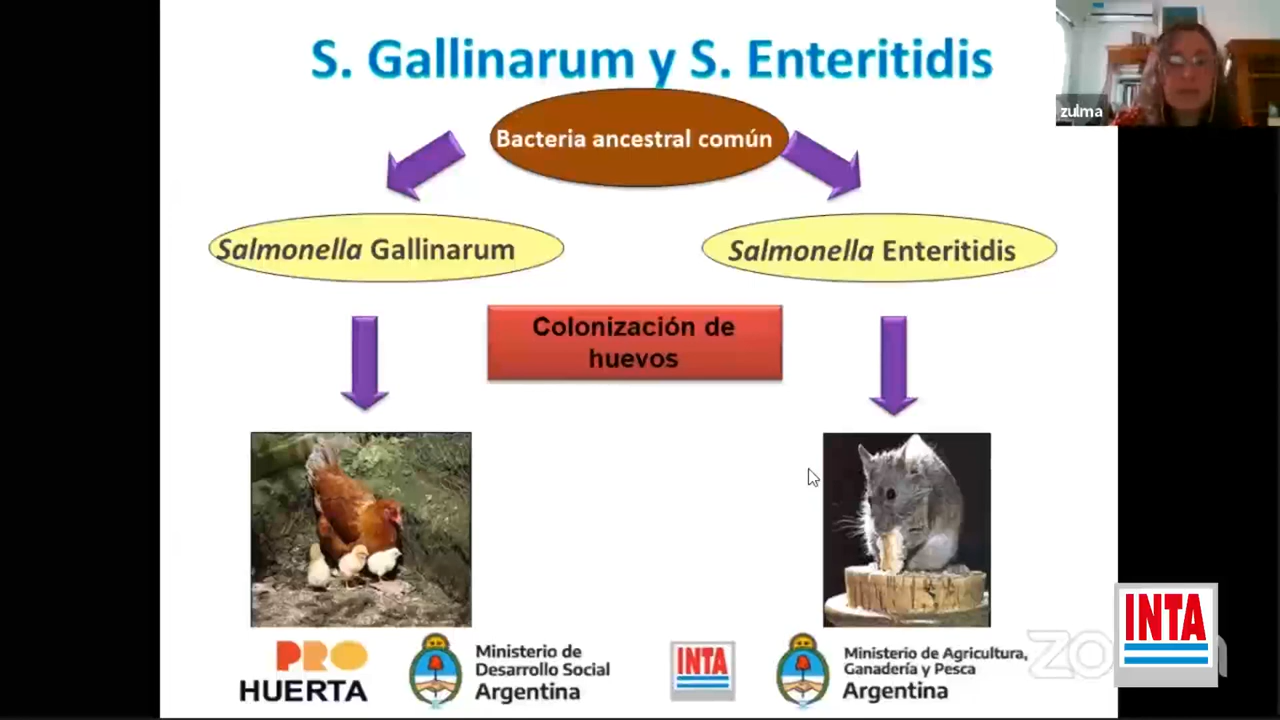 S. Gallinarum y S. Enteritidis
zulma
Bacteria ancestral común
Salmonella Gallinarum
Salmonella Enteritidis
Colonización de
huevos
PRO
HUERTA
Ministerio de
Desarrollo Social
Argentina
INTA
Ministerio de Agricultura,
Ganadería y Pesca
Argentina
INTA